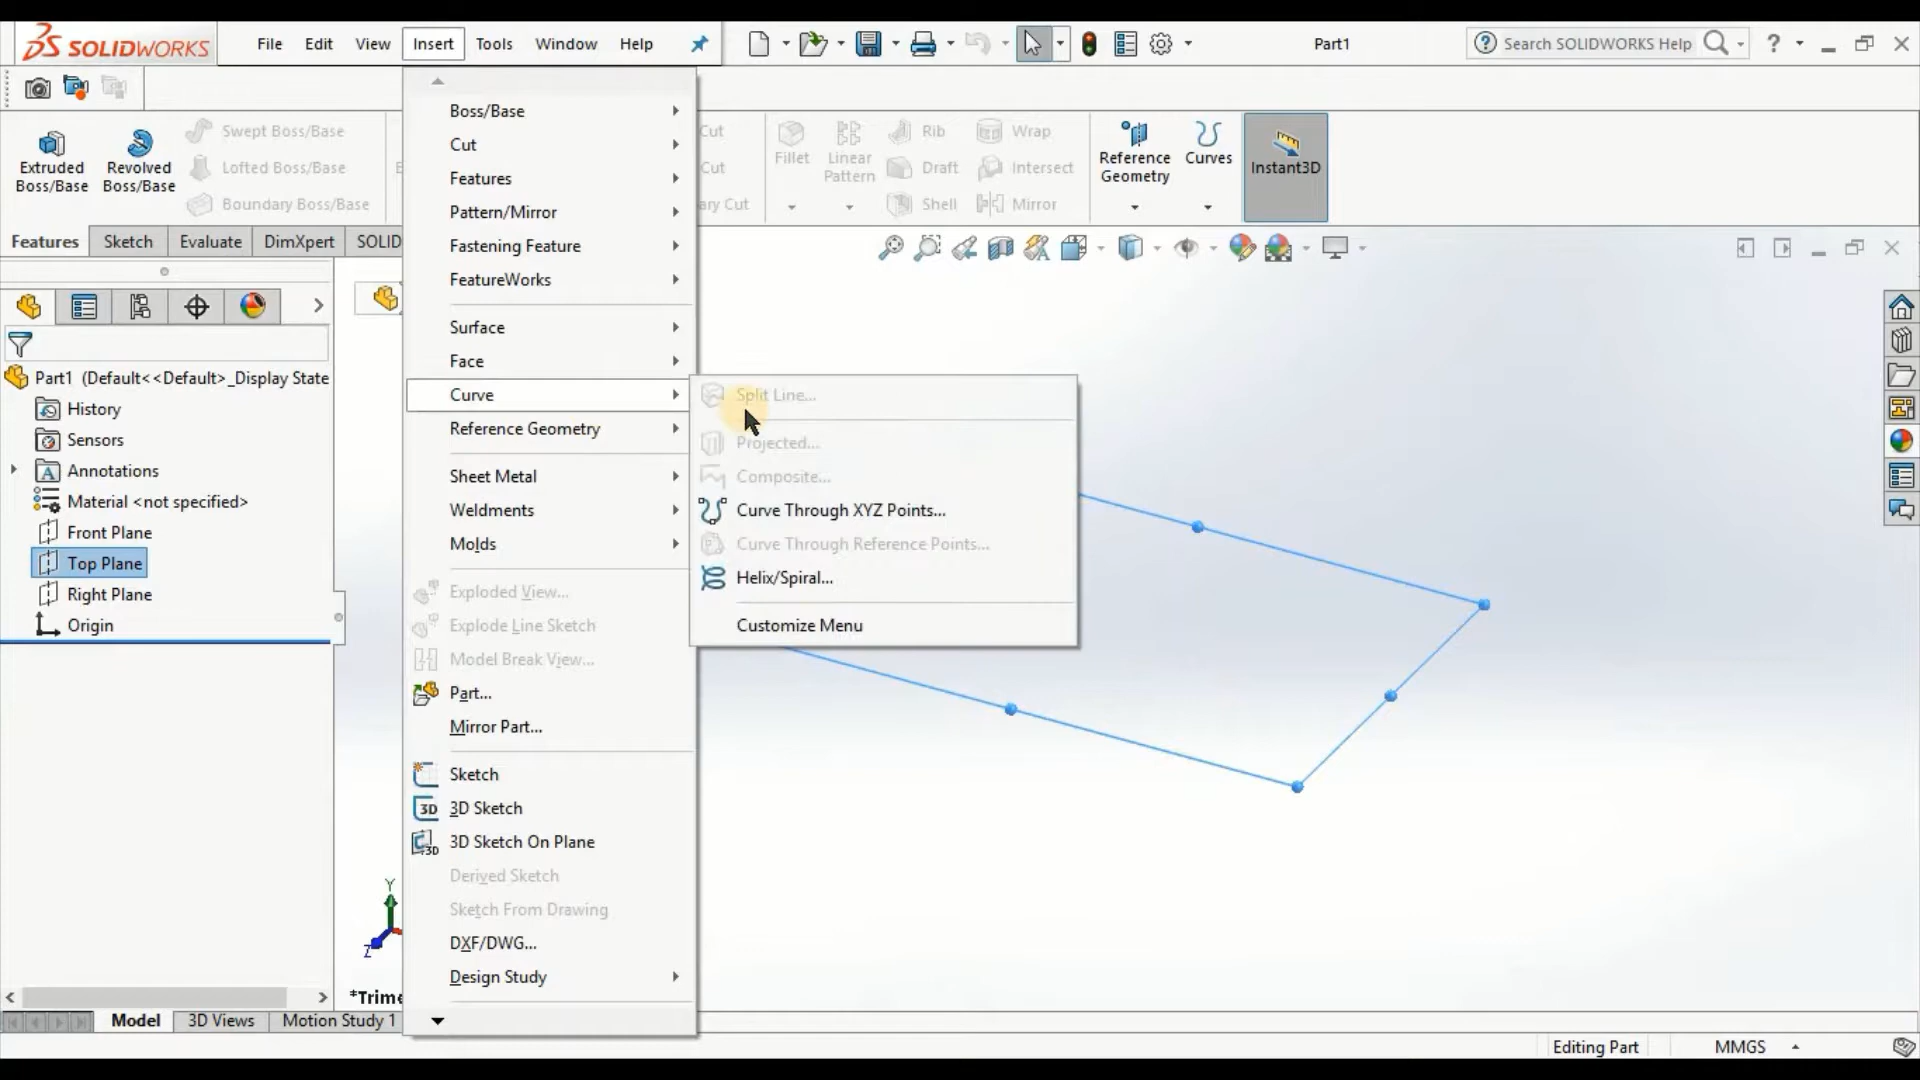 SOLIDWORKS File Edit View Insert Tools Window Help Part1 Search SOLIDWORKS Help ?
Extruded Boss/Base
Revolved Boss/Base
Swept Boss/Base
Lofted Boss/Base
Boundary Boss/Base
Cut
Cut
ary Cut
Fillet
Linear Pattern
Rib
Draft
Shell
Wrap
Intersect
Mirror
Reference Geometry
Curves
Instant3D
Features Sketch Evaluate DimXpert SOLID
Part1 (Default<<Default>_Display State
History
Sensors
Annotations
Material <not specified>
Front Plane
Top Plane
Right Plane
Origin
Boss/Base
Cut
Features
Pattern/Mirror
Fastening Feature
FeatureWorks
Surface
Face
Curve
Reference Geometry
Sheet Metal
Weldments
Molds
Exploded View...
Explode Line Sketch
Model Break View...
Part...
Mirror Part...
Sketch
3D Sketch
3D Sketch On Plane
Derived Sketch
Sketch From Drawing
DXF/DWG...
Design Study
Split Line...
Projected...
Composite...
Curve Through XYZ Points...
Curve Through Reference Points...
Helix/Spiral...
Customize Menu
Y
Z
*Trime
Model 3D Views Motion Study 1
Editing Part MMGS